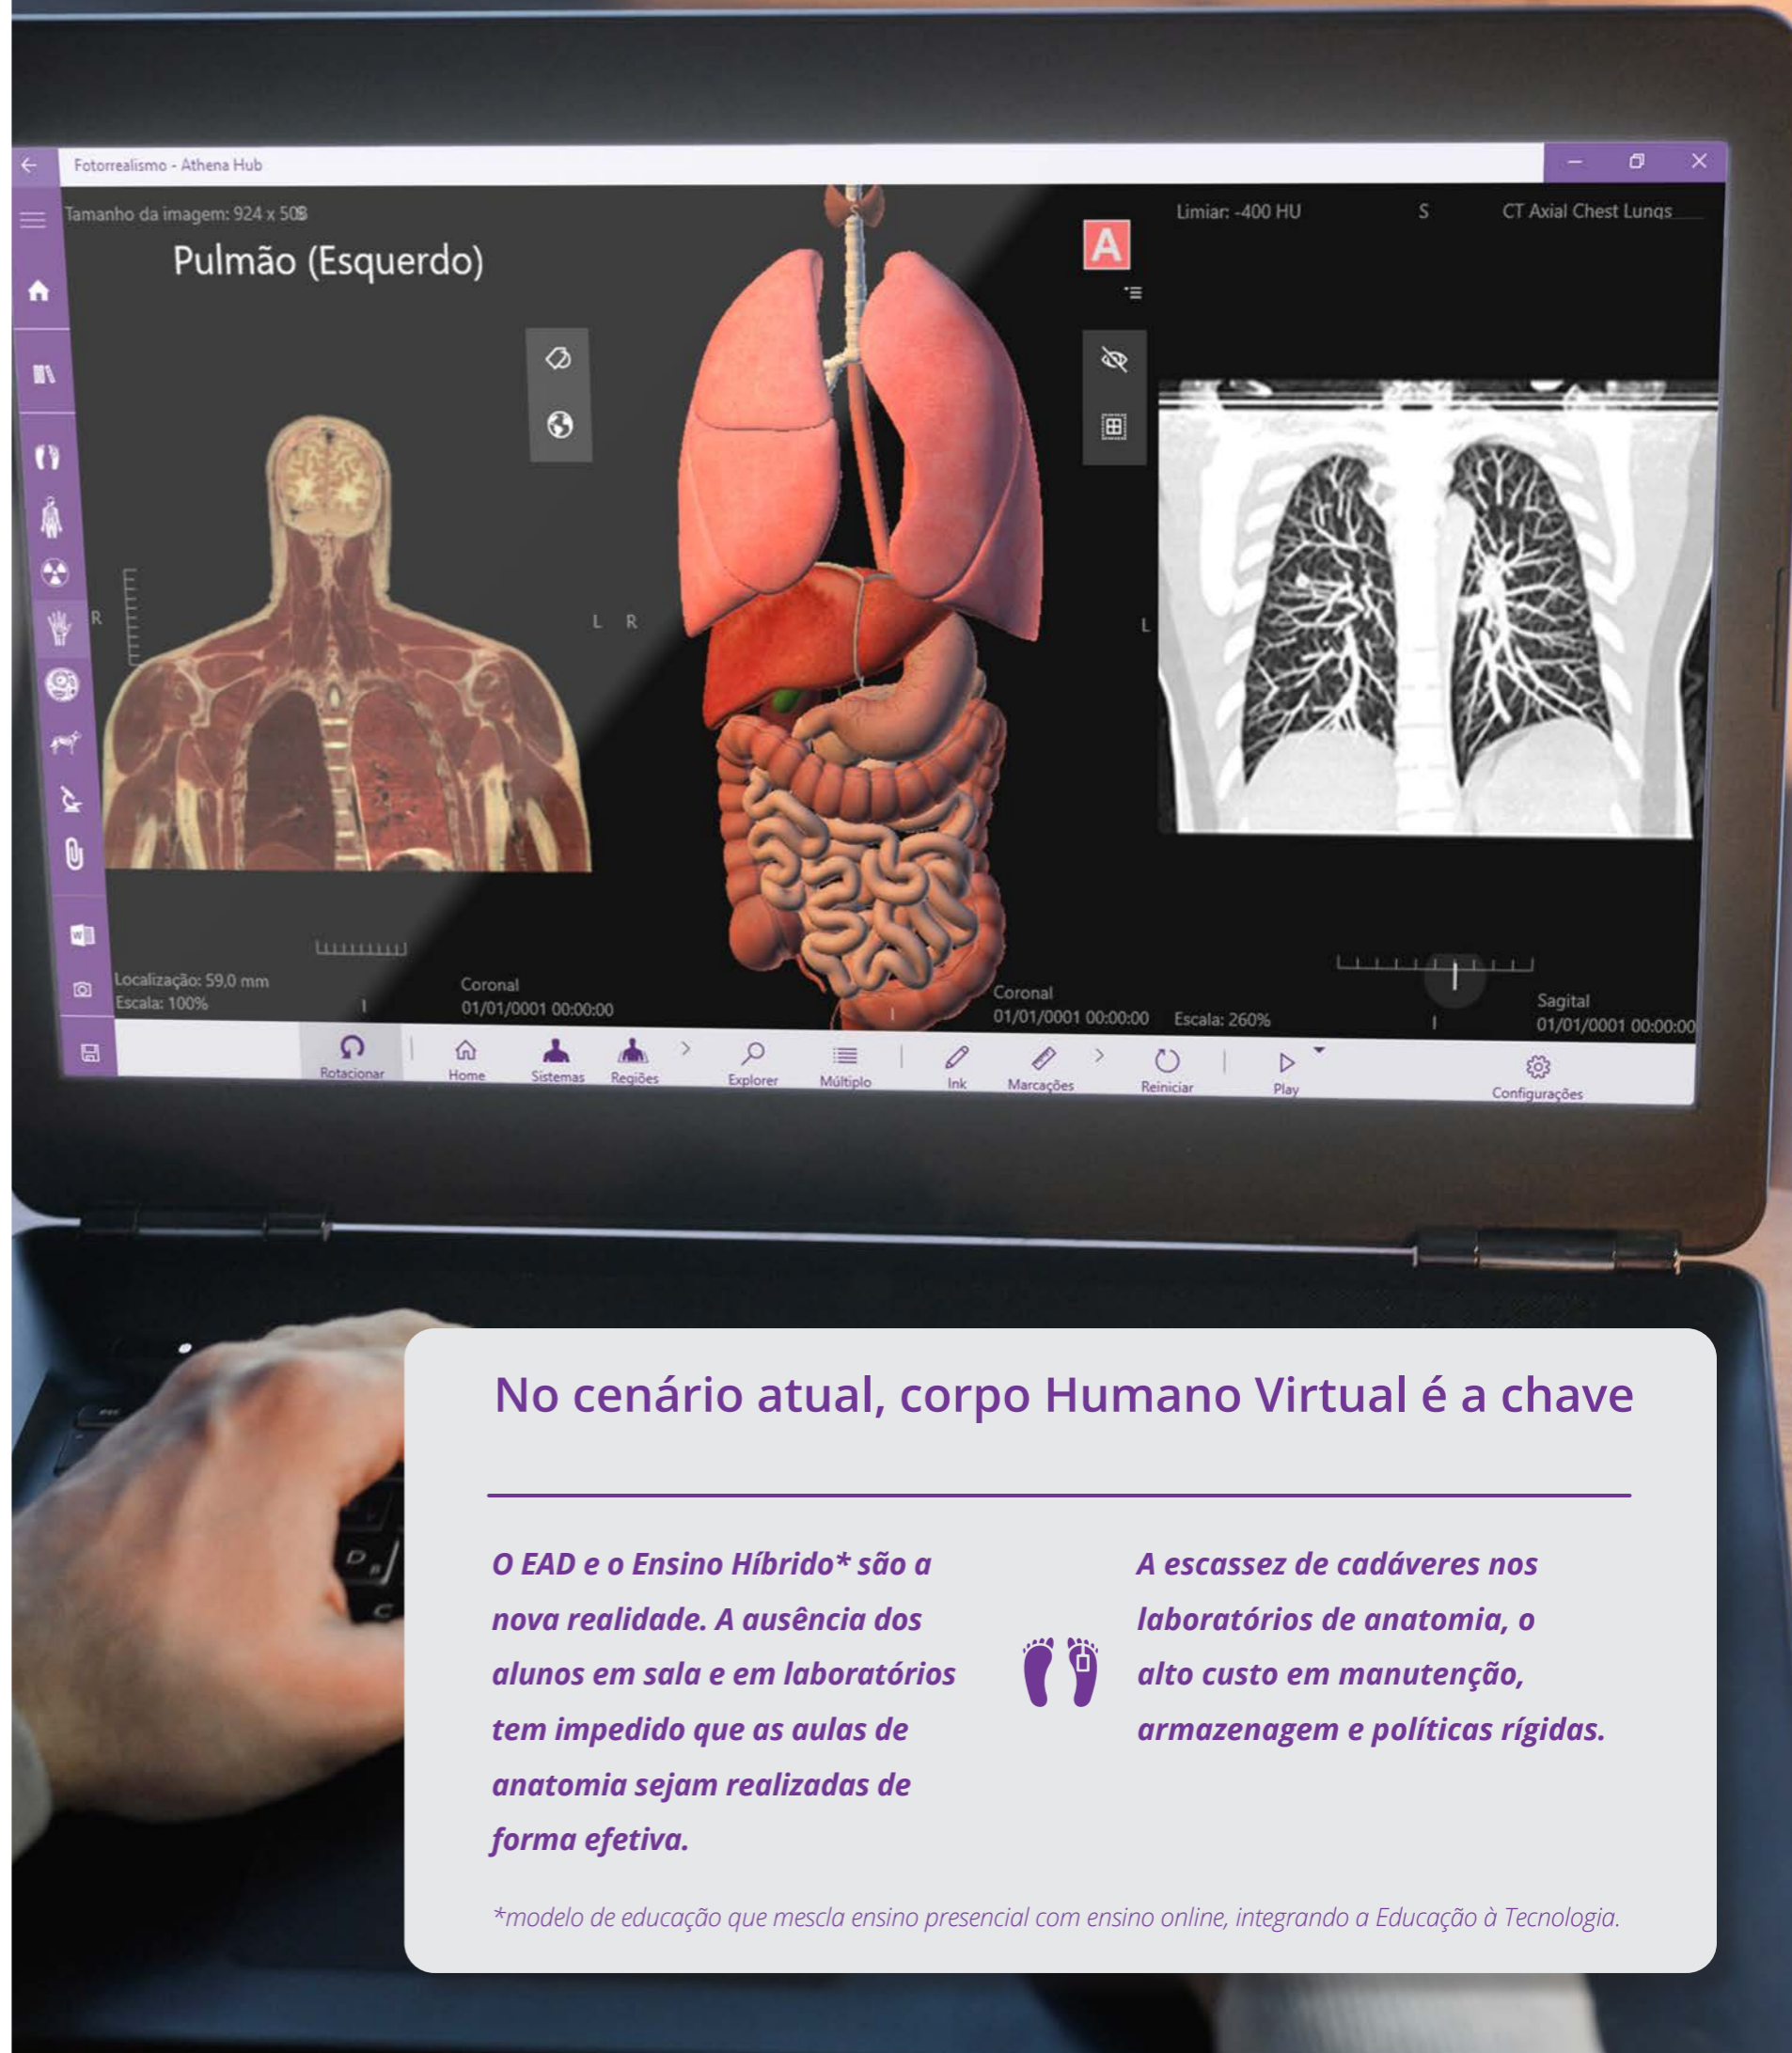 Fotorrealismo - Athena Hub
Tamanho da imagem: 924 x
Pulmão (Esquerdo)
S
A
Limiar: -400 HU
S
CT Axial Chest Lungs
R
L
R
L
Localização: 59,0 mm
Escala: 100%
I
Coronal
01/01/0001 00:00:00
I
Coronal
01/01/0001 00:00:00
Escala: 260%
I
Sagital
01/01/0001 00:00:00
W
Rotacionar
Home
Sistemas
Regiões
Explorer
Múltiplo
Ink
Marcações
Reiniciar
Play
Configurações
esc
D
C
No cenário atual, corpo Humano Virtual é a chave
O EAD e o Ensino Híbrido* são a
nova realidade. A ausência dos
alunos em sala e em laboratórios
tem impedido que as aulas de
anatomia sejam realizadas de
forma efetiva.
A escassez de cadáveres nos
laboratórios de anatomia, o
alto custo em manutenção,
armazenagem e políticas rígidas.
*modelo de educação que mescla ensino presencial com ensino online, integrando a Educação à Tecnologia.